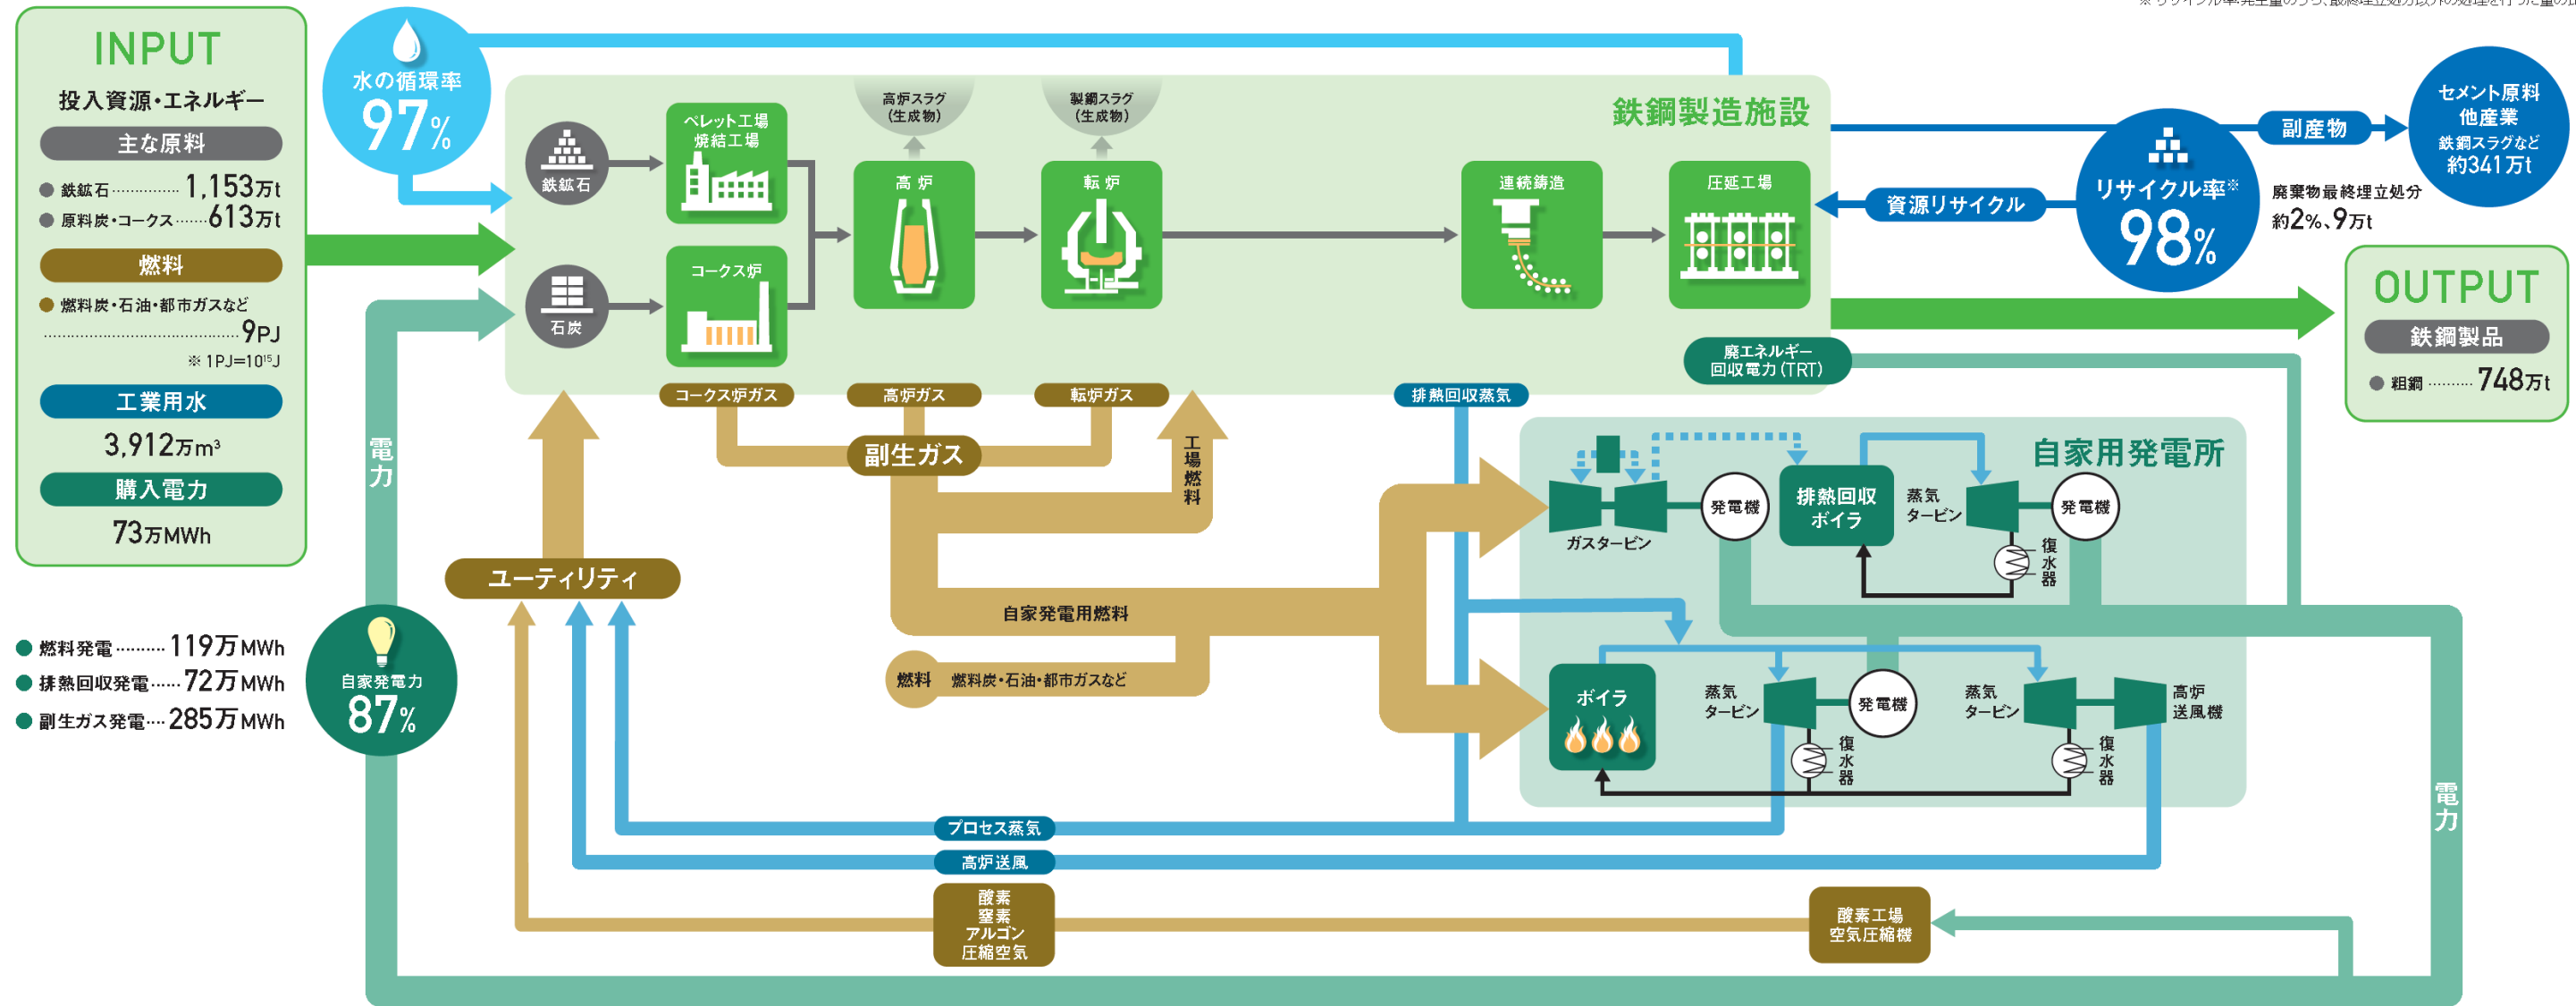 INPUT
投入資源・エネルギー
主な原料
鉄鉱石 1,153万t
原料炭・コークス 613万t
燃料
燃料炭・石油・都市ガスなど
9PJ
※ 1PJ=10¹⁵J
工業用水
3,912万m³
購入電力
73万MWh
燃料発電 119万MWh
排熱回収発電 72万MWh
副生ガス発電 285万MWh
水の循環率
97%
電力
自家発電力
87%
鉄鋼製造施設
鉄鉱石
石炭
ペレット工場
焼結工場
コークス炉
高炉スラグ
(生成物)
高炉
製鋼スラグ
(生成物)
転炉
連続鋳造
圧延工場
廃エネルギー
回収電力(TRT)
コークス炉ガス
高炉ガス
転炉ガス
排熱回収蒸気
副生ガス
工場燃料
ユーティリティ
自家発電用燃料
燃料
燃料炭・石油・都市ガスなど
副産物
セメント原料
他産業
鉄鋼スラグなど
約341万t
資源リサイクル
リサイクル率※
98%
廃棄物最終埋立処分
約2%、9万t
OUTPUT
鉄鋼製品
粗鋼 748万t
自家用発電所
ガスタービン
発電機
排熱回収
ボイラ
蒸気
タービン
発電機
復水器
ボイラ
蒸気
タービン
発電機
復水器
蒸気
タービン
高炉
送風機
復水器
電力
プロセス蒸気
高炉送風
酸素
窒素
アルゴン
圧縮空気
酸素工場
空気圧縮機